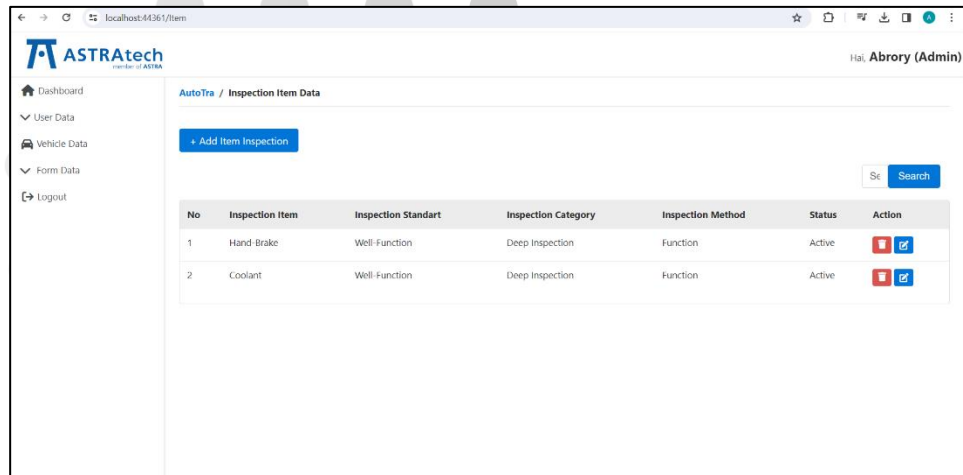 localhost:44361/Item
A
ASTRAtech
member of ASTRA
Hai, Abrory (Admin)
Dashboard
User Data
Vehicle Data
Form Data
Logout
AutoTra / Inspection Item Data
+ Add Item Inspection
Se Search
No Inspection Item Inspection Standart Inspection Category Inspection Method Status Action
1 Hand-Brake Well-Function Deep Inspection Function Active
2 Coolant Well-Function Deep Inspection Function Active